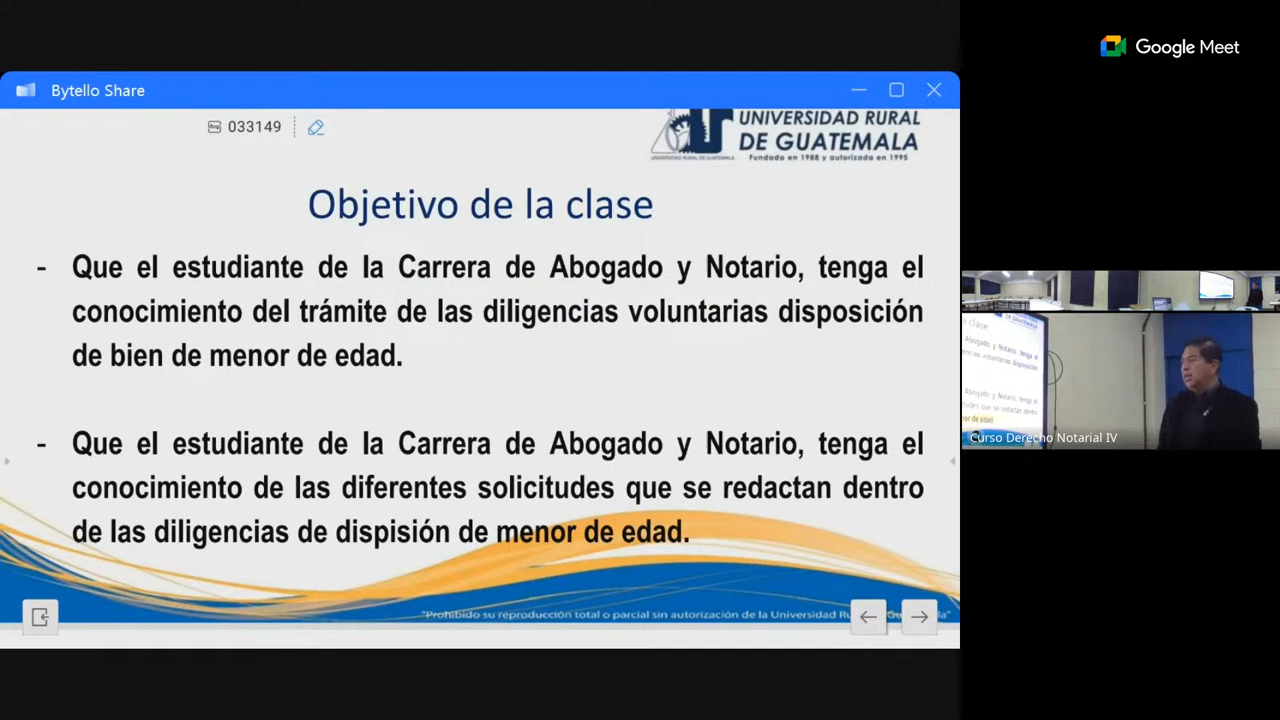 Google Meet
Bytello Share
033149
UNIVERSIDAD RURAL
DE GUATEMALA
Fundada en 1988 y autorizada en 1995
UNIVERSIDAD RURAL DE GUATEMALA
Objetivo de la clase
- Que el estudiante de la Carrera de Abogado y Notario, tenga el
conocimiento del trámite de las diligencias voluntarias disposición
de bien de menor de edad.
- Que el estudiante de la Carrera de Abogado y Notario, tenga el
conocimiento de las diferentes solicitudes que se redactan dentro
de las diligencias de dispisión de menor de edad.
"Prohibido su reproducción total o parcial sin autorización de la Universidad
Curso Derecho Notarial IV